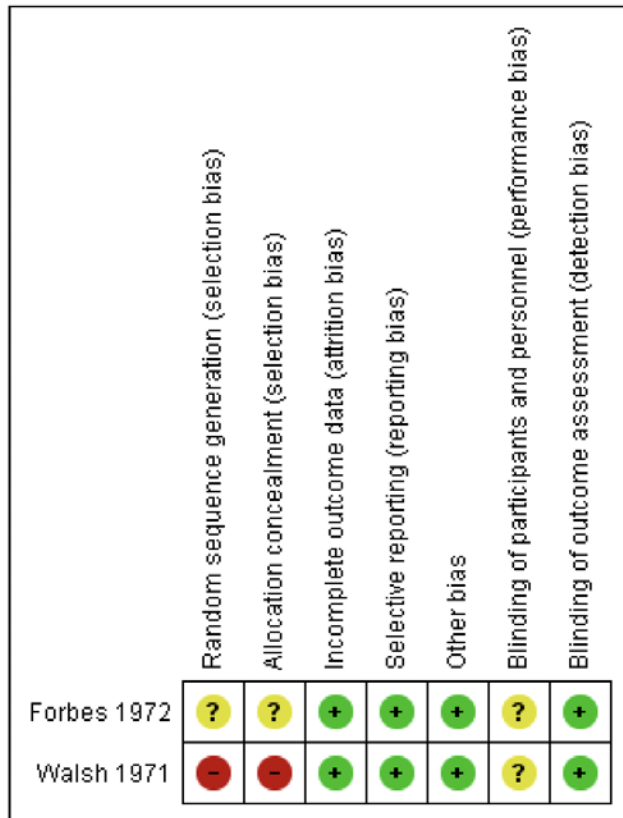 Random sequence generation (selection bias)
Allocation concealment (selection bias)
Incomplete outcome data (attrition bias)
Selective reporting (reporting bias)
Other bias
Blinding of participants and personnel (performance bias)
Blinding of outcome assessment (detection bias)
Forbes 1972 ? ? + + + ? +
Walsh 1971 - - + + + ? +